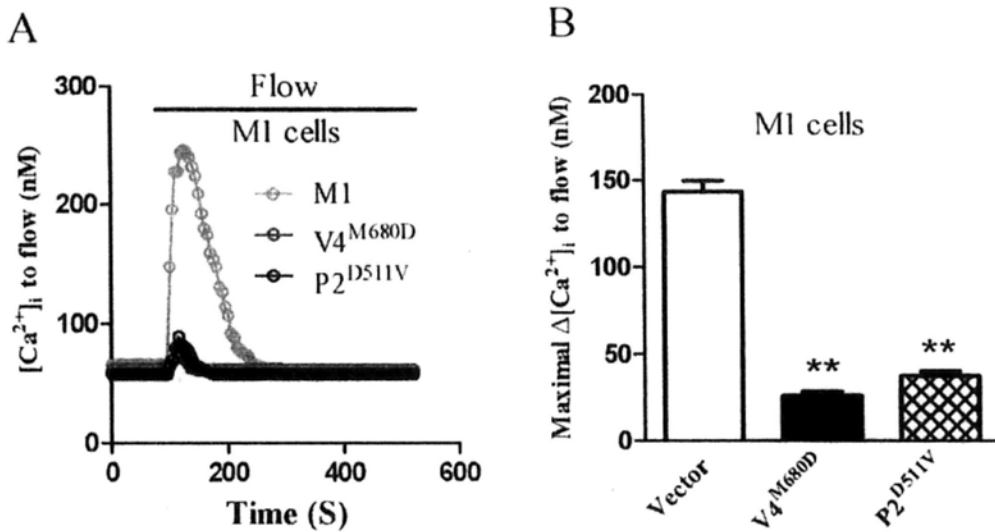 A
300
200
100
0
[Ca²⁺]ᵢ to flow (nM)
Flow
M1 cells
M1
V4ᴹ⁶⁸⁰ᴰ
P2ᴰ⁵¹¹ⱽ
0 200 400 600
Time (S)
B
200
150
100
50
0
Maximal Δ[Ca²⁺]ᵢ to flow (nM)
M1 cells
**
**
Vector
V4ᴹ⁶⁸⁰ᴰ
P2ᴰ⁵¹¹ⱽ